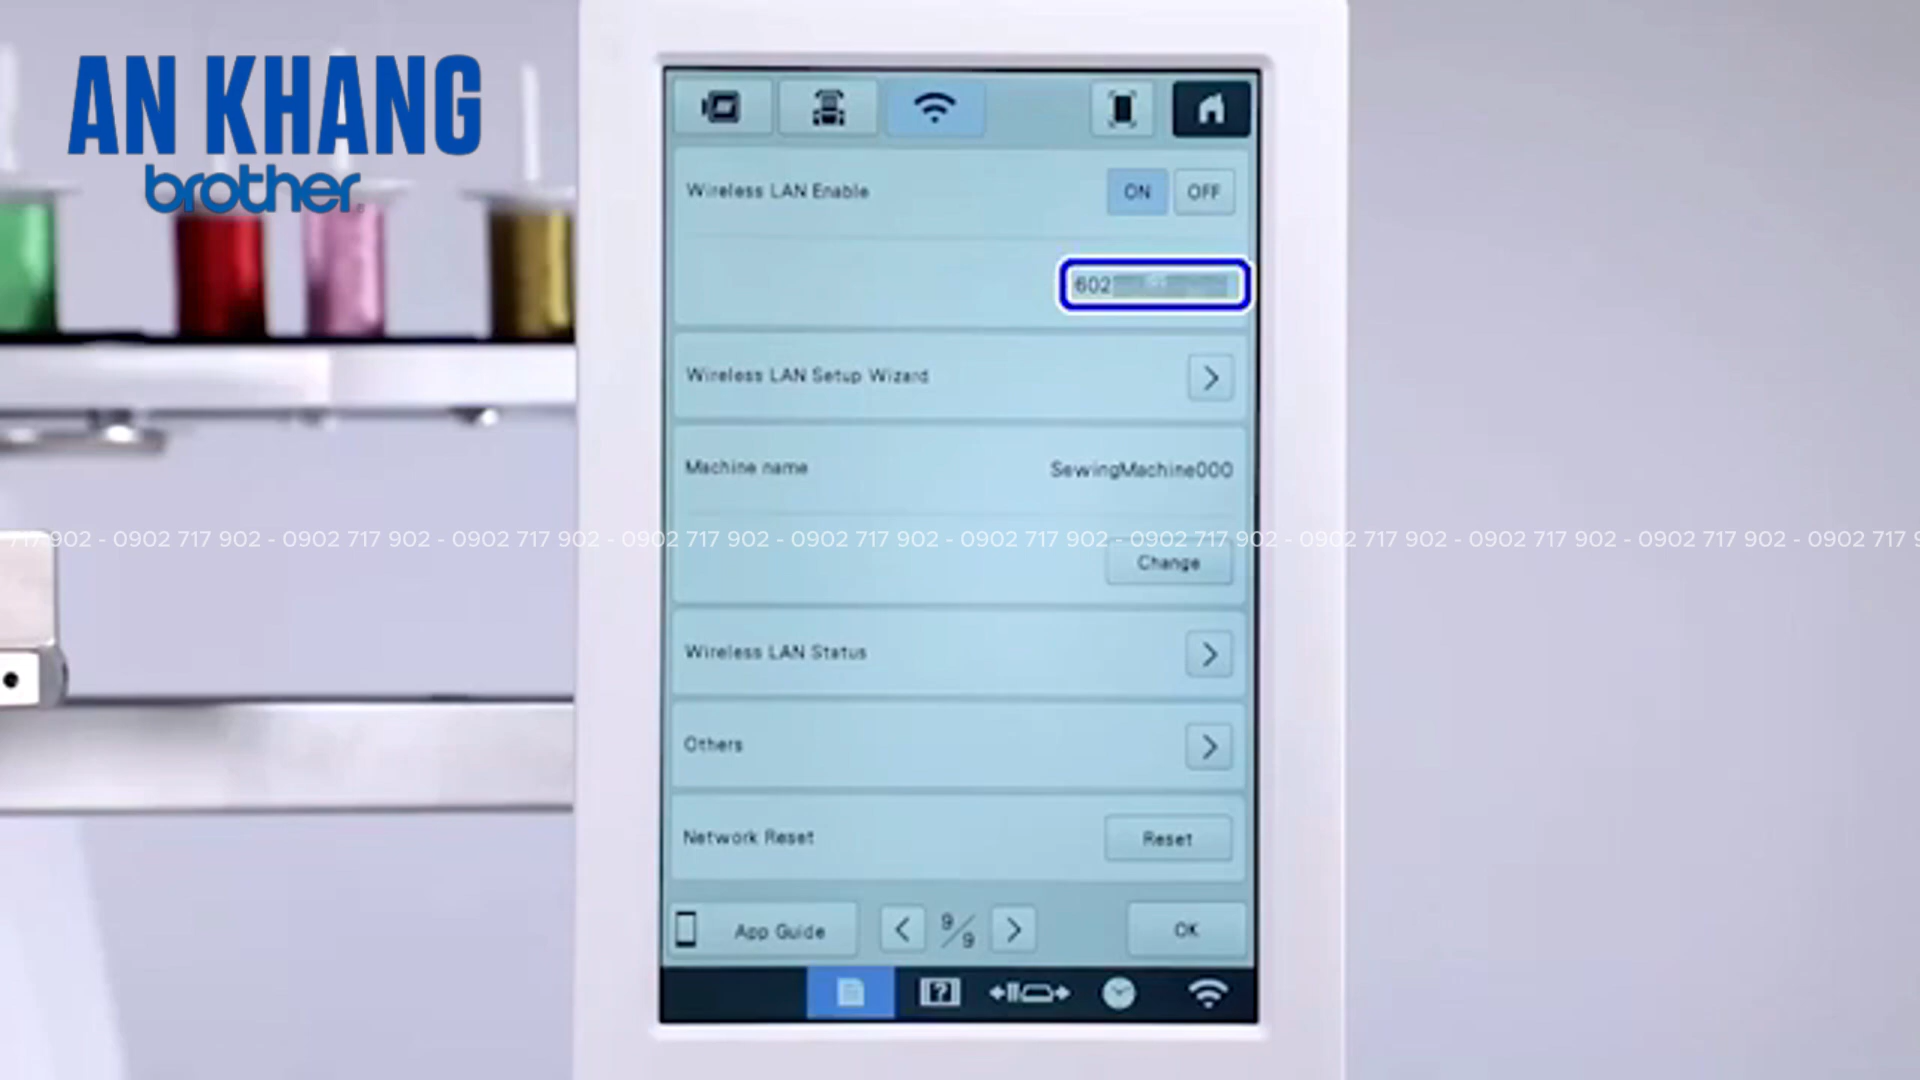 AN KHANG
brother
Wireless LAN Enable
ON
OFF
602
Wireless LAN Setup Wizard
Machine name
SewingMachine000
717 902 - 0902 717 902 - 0902 717 902 - 0902 717 902 - 0902 717 902 - 0902 717 902 - 0902 717 902 - 0902 717 902 - 0902 717 902 - 0902 717 902 - 0902 717 902 - 0902 717 9
Change
Wireless LAN Status
Others
Network Reset
Reset
App Guide
9/9
OK